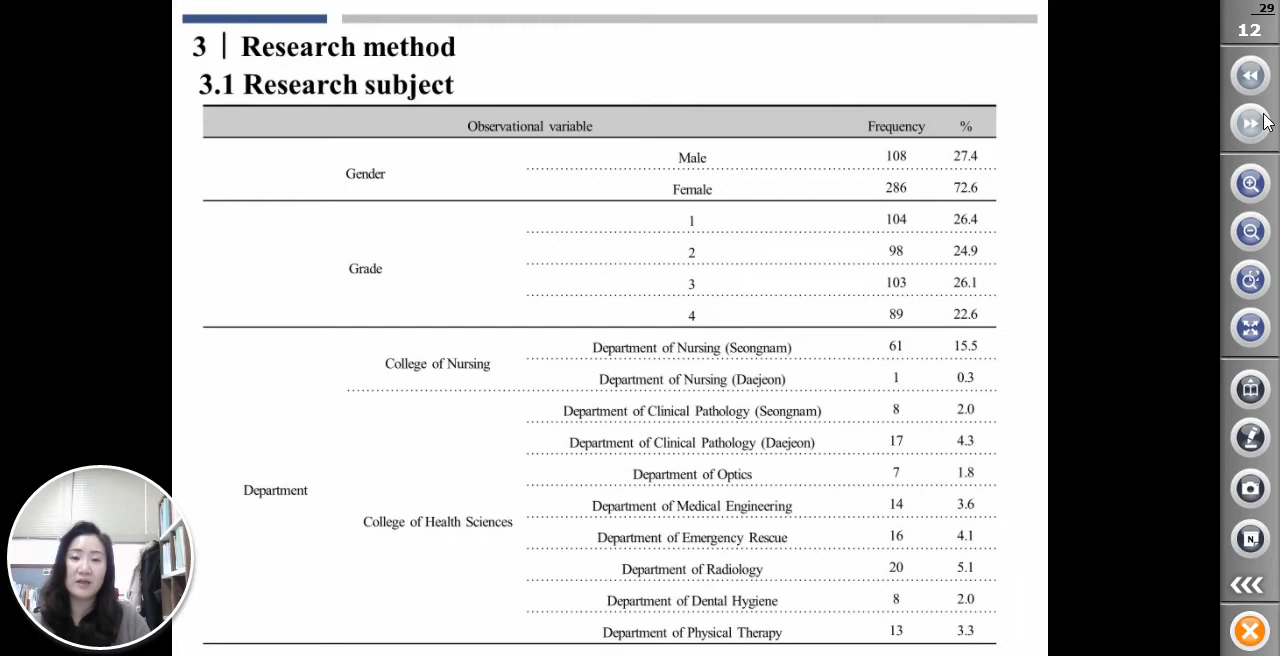 29
12
3 | Research method
3.1 Research subject
Observational variable Frequency %
Gender Male 108 27.4
Female 286 72.6
Grade 1 104 26.4
2 98 24.9
3 103 26.1
4 89 22.6
Department College of Nursing Department of Nursing (Seongnam) 61 15.5
Department of Nursing (Daejeon) 1 0.3
College of Health Sciences Department of Clinical Pathology (Seongnam) 8 2.0
Department of Clinical Pathology (Daejeon) 17 4.3
Department of Optics 7 1.8
Department of Medical Engineering 14 3.6
Department of Emergency Rescue 16 4.1
Department of Radiology 20 5.1
Department of Dental Hygiene 8 2.0
Department of Physical Therapy 13 3.3
N